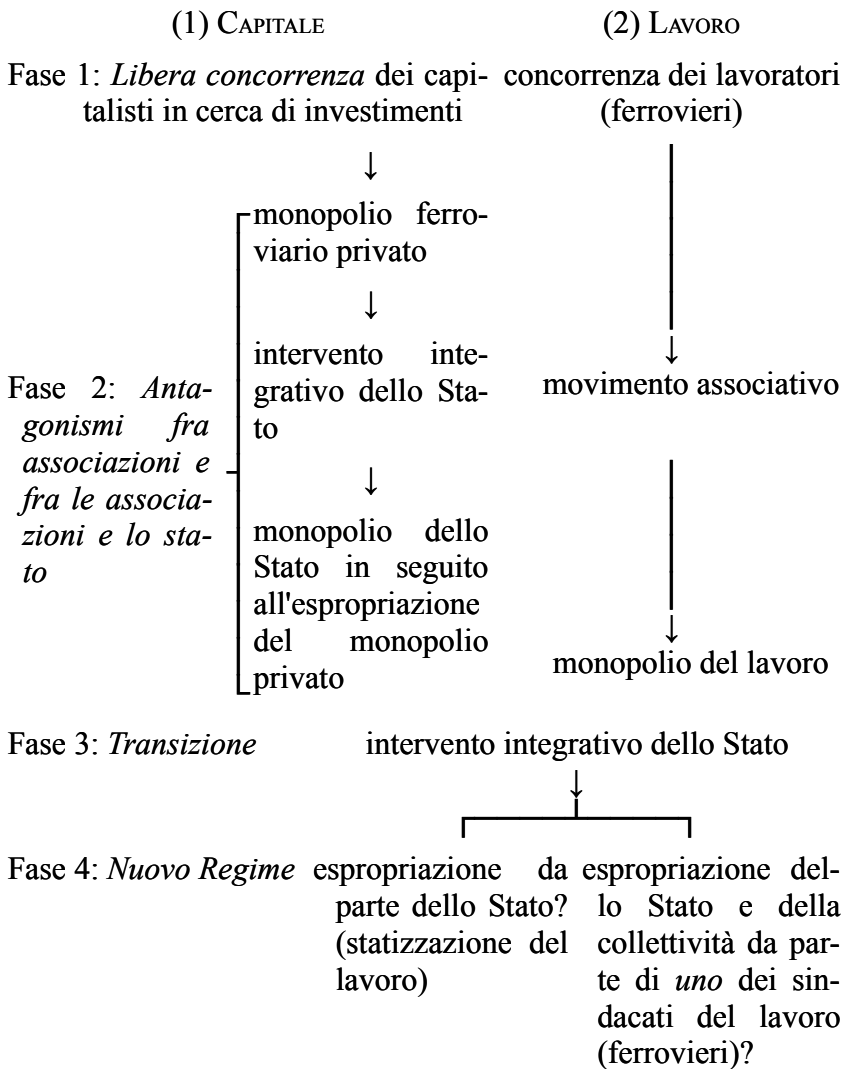 (1) CAPITALE (2) LAVORO
Fase 1: Libera concorrenza dei capi- concorrenza dei lavoratori
talisti in cerca di investimenti (ferrovieri)
↓
monopolio ferro-
viario privato
↓
intervento inte-
grativo dello Sta-
to
↓
monopolio dello
Stato in seguito
all'espropriazione
del monopolio
privato
Fase 2: Anta-
gonismi fra
associazioni e
fra le associa-
zioni e lo sta-
to
↓
movimento associativo
↓
monopolio del lavoro
Fase 3: Transizione intervento integrativo dello Stato
↓
Fase 4: Nuovo Regime
espropriazione da
parte dello Stato?
(statizzazione del
lavoro)
espropriazione del-
lo Stato e della
collettività da par-
te di uno dei sin-
dacati del lavoro
(ferrovieri)?